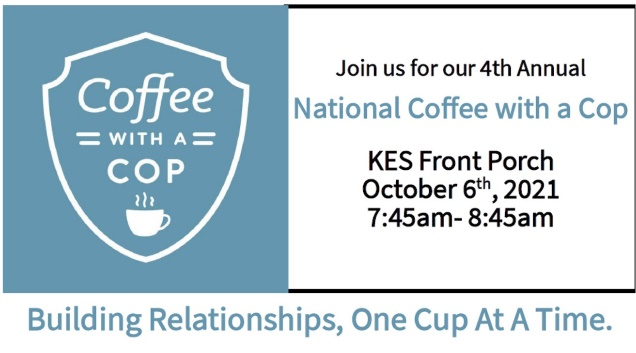 Coffee
WITH A
COP
Join us for our 4th Annual
National Coffee with a Cop
KES Front Porch
October 6th, 2021
7:45am- 8:45am
Building Relationships, One Cup At A Time.